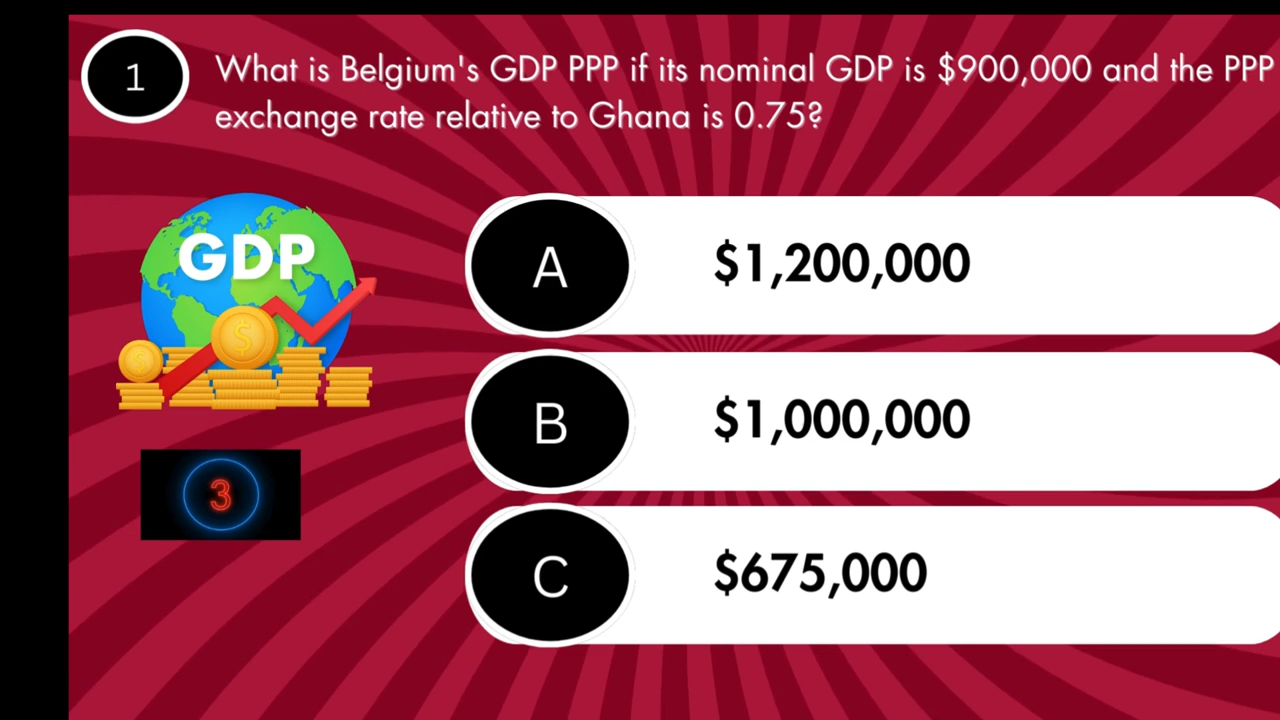 1
What is Belgium's GDP PPP if its nominal GDP is $900,000 and the PPP
exchange rate relative to Ghana is 0.75?
GDP
$
$
3
A
$1,200,000
B
$1,000,000
C
$675,000